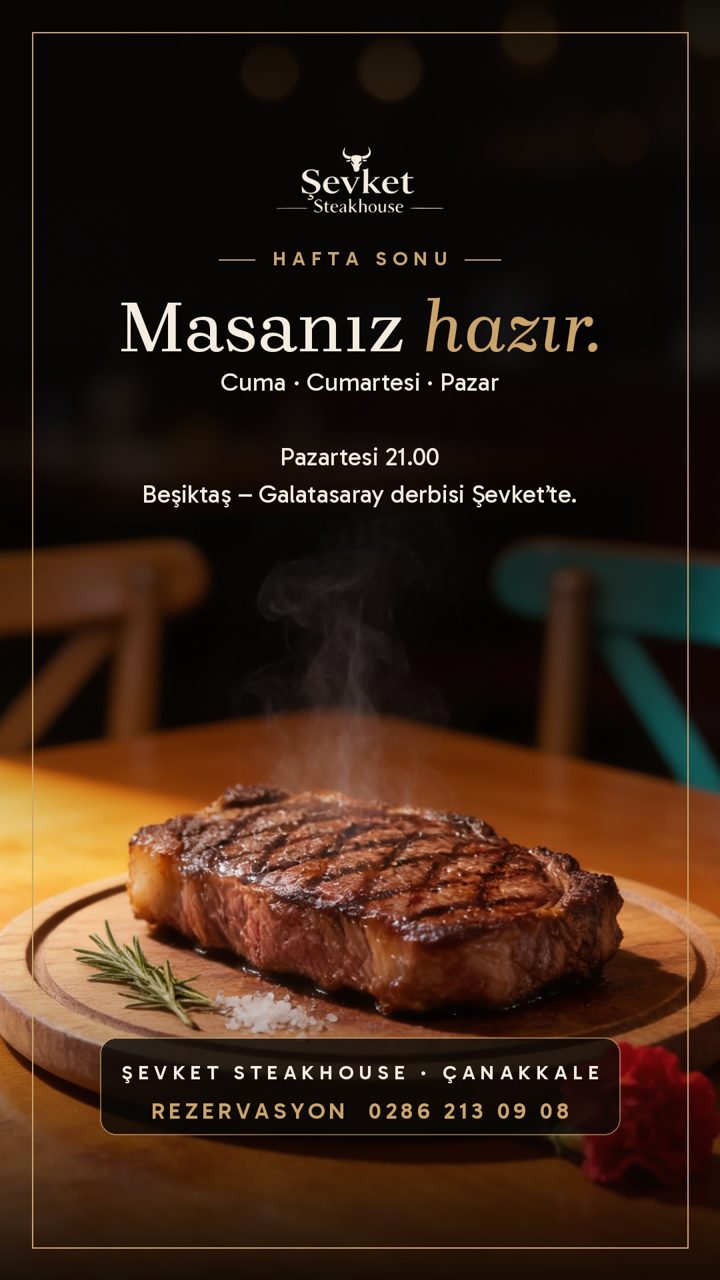 Şevket
Steakhouse
HAFTA SONU
Masanız hazır.
Cuma · Cumartesi · Pazar
Pazartesi 21.00
Beşiktaş – Galatasaray derbisi Şevket’te.
ŞEVKET STEAKHOUSE · ÇANAKKALE
REZERVASYON 0286 213 09 08